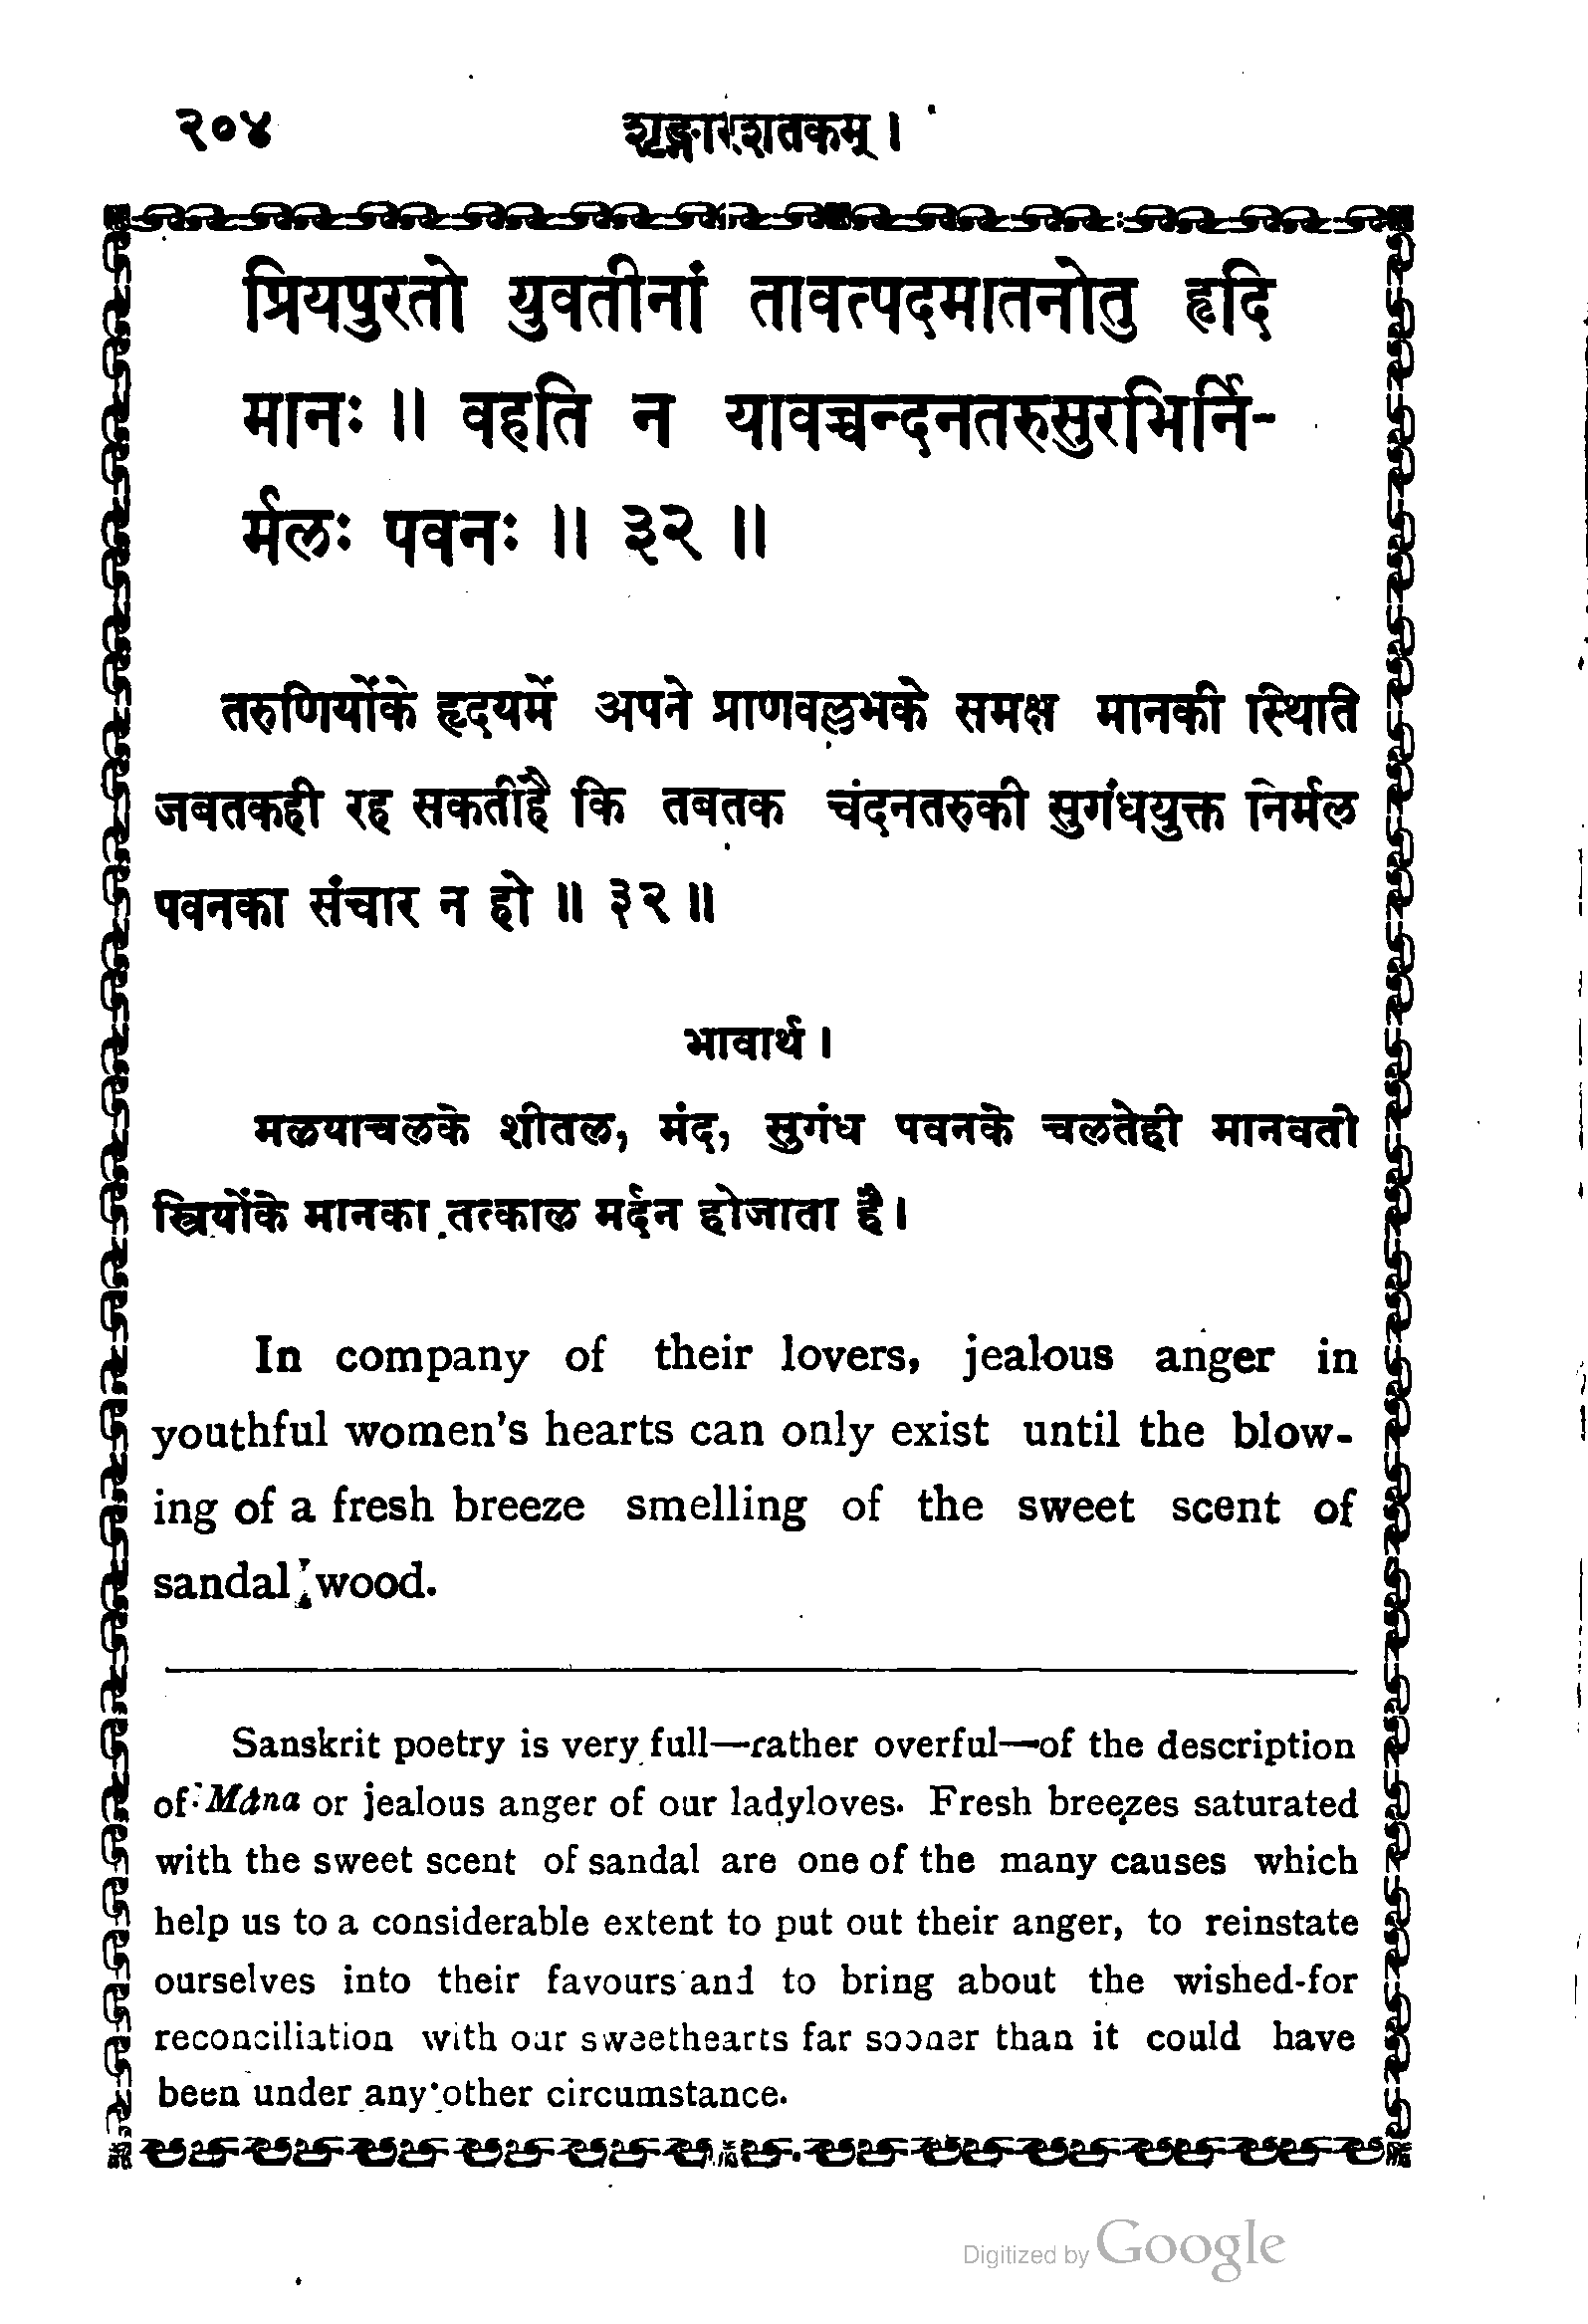 २०४ शृङ्गारशतकम् ।
प्रियपुरतो युवतीनां तावत्पदमातनोतु हृदि
मानः ॥ वहति न यावच्चन्दनतरुसुरभिर्नि-
र्मलः पवनः ॥ ३२ ॥
तरुणियोंके हृदयमें अपने प्राणवल्लभके समक्ष मानकी स्थिति
जबतकही रह सकतीहै कि तबतक चंदनतरुकी सुगंधयुक्त निर्मल
पवनका संचार न हो ॥ ३२ ॥
भावार्थ ।
मलयाचलके शीतल, मंद, सुगंध पवनके चलतेही मानवती
स्त्रियोंके मानका तत्काल मर्दन होजाता है ।
In company of their lovers, jealous anger in
youthful women's hearts can only exist until the blow-
ing of a fresh breeze smelling of the sweet scent of
sandal wood.
Sanskrit poetry is very full—rather overful—of the description
of Mána or jealous anger of our ladyloves. Fresh breezes saturated
with the sweet scent of sandal are one of the many causes which
help us to a considerable extent to put out their anger, to reinstate
ourselves into their favours and to bring about the wished-for
reconciliation with our sweethearts far sooner than it could have
been under any other circumstance.
Digitized by Google